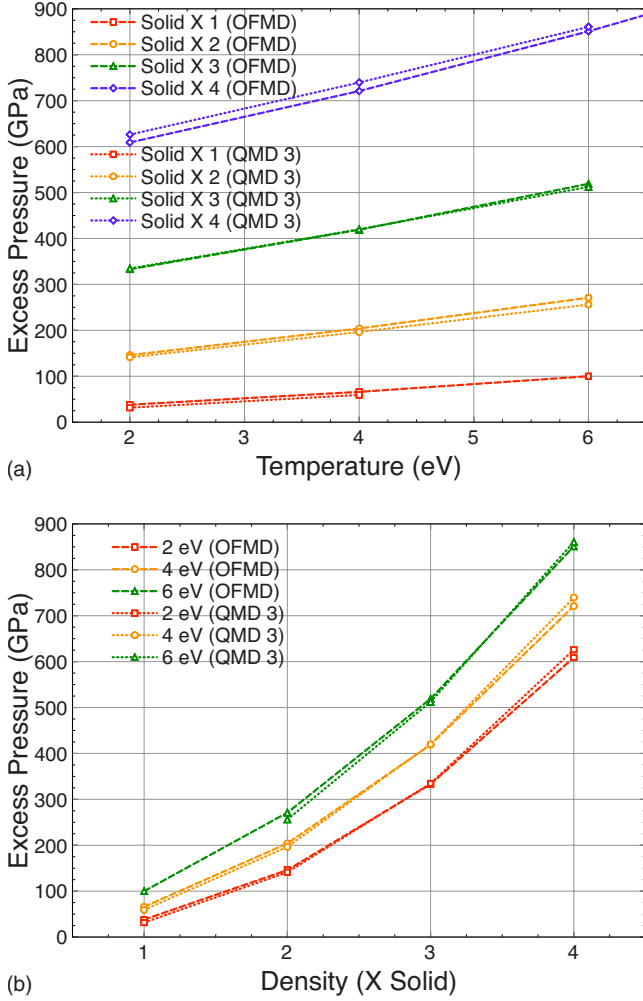 900
800
700
600
500
400
300
200
100
0
Excess Pressure (GPa)
Solid X 1 (OFMD)
Solid X 2 (OFMD)
Solid X 3 (OFMD)
Solid X 4 (OFMD)
Solid X 1 (QMD 3)
Solid X 2 (QMD 3)
Solid X 3 (QMD 3)
Solid X 4 (QMD 3)
2 3 4 5 6
(a) Temperature (eV)
900
800
700
600
500
400
300
200
100
0
Excess Pressure (GPa)
2 eV (OFMD)
4 eV (OFMD)
6 eV (OFMD)
2 eV (QMD 3)
4 eV (QMD 3)
6 eV (QMD 3)
1 2 3 4
(b) Density (X Solid)